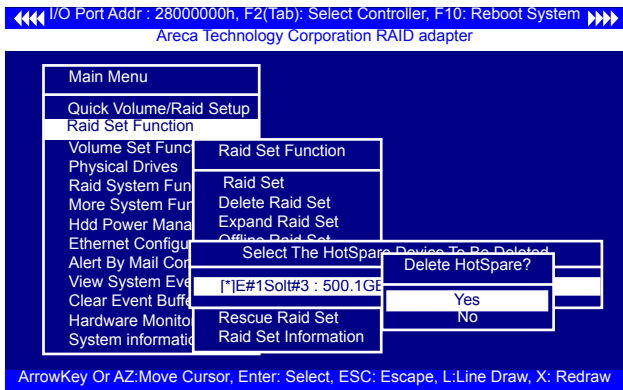 I/O Port Addr : 28000000h, F2(Tab): Select Controller, F10: Reboot System
Areca Technology Corporation RAID adapter
Main Menu
Quick Volume/Raid Setup
Raid Set Function
Volume Set Func
Physical Drives
Raid System Fun
More System Fun
Hdd Power Mana
Ethernet Configu
Alert By Mail Con
View System Eve
Clear Event Buffe
Hardware Monito
System informatio
Raid Set Function
Raid Set
Delete Raid Set
Expand Raid Set
Offline Raid Set
Select The HotSpare Device To Be Deleted
[*]E#1Solt#3 : 500.1GB
Rescue Raid Set
Raid Set Information
Delete HotSpare?
Yes
No
ArrowKey Or AZ:Move Cursor, Enter: Select, ESC: Escape, L:Line Draw, X: Redraw